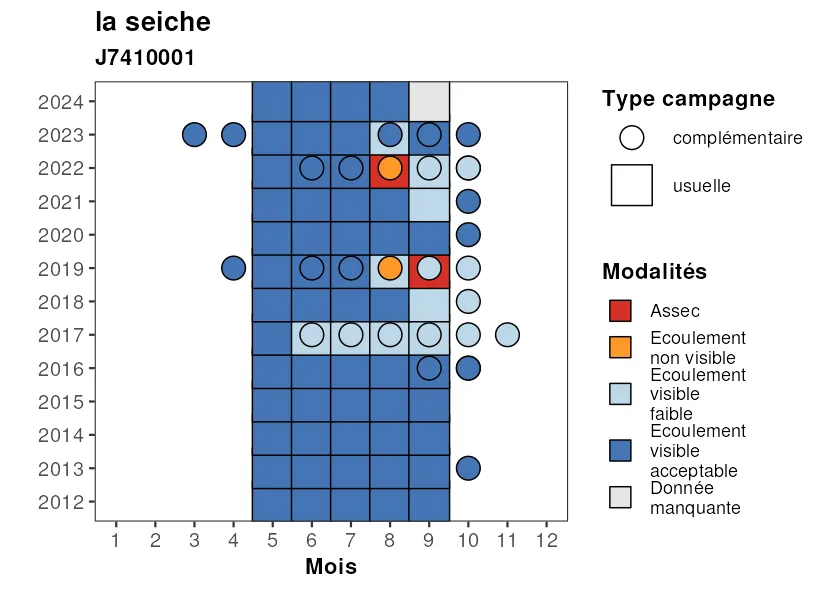 la seiche
J7410001
2024
2023
2022
2021
2020
2019
2018
2017
2016
2015
2014
2013
2012
1 2 3 4 5 6 7 8 9 10 11 12
Mois
Type campagne
complémentaire
usuelle
Modalités
Assec
Ecoulement
non visible
Ecoulement
visible
faible
Ecoulement
visible
acceptable
Donnée
manquante